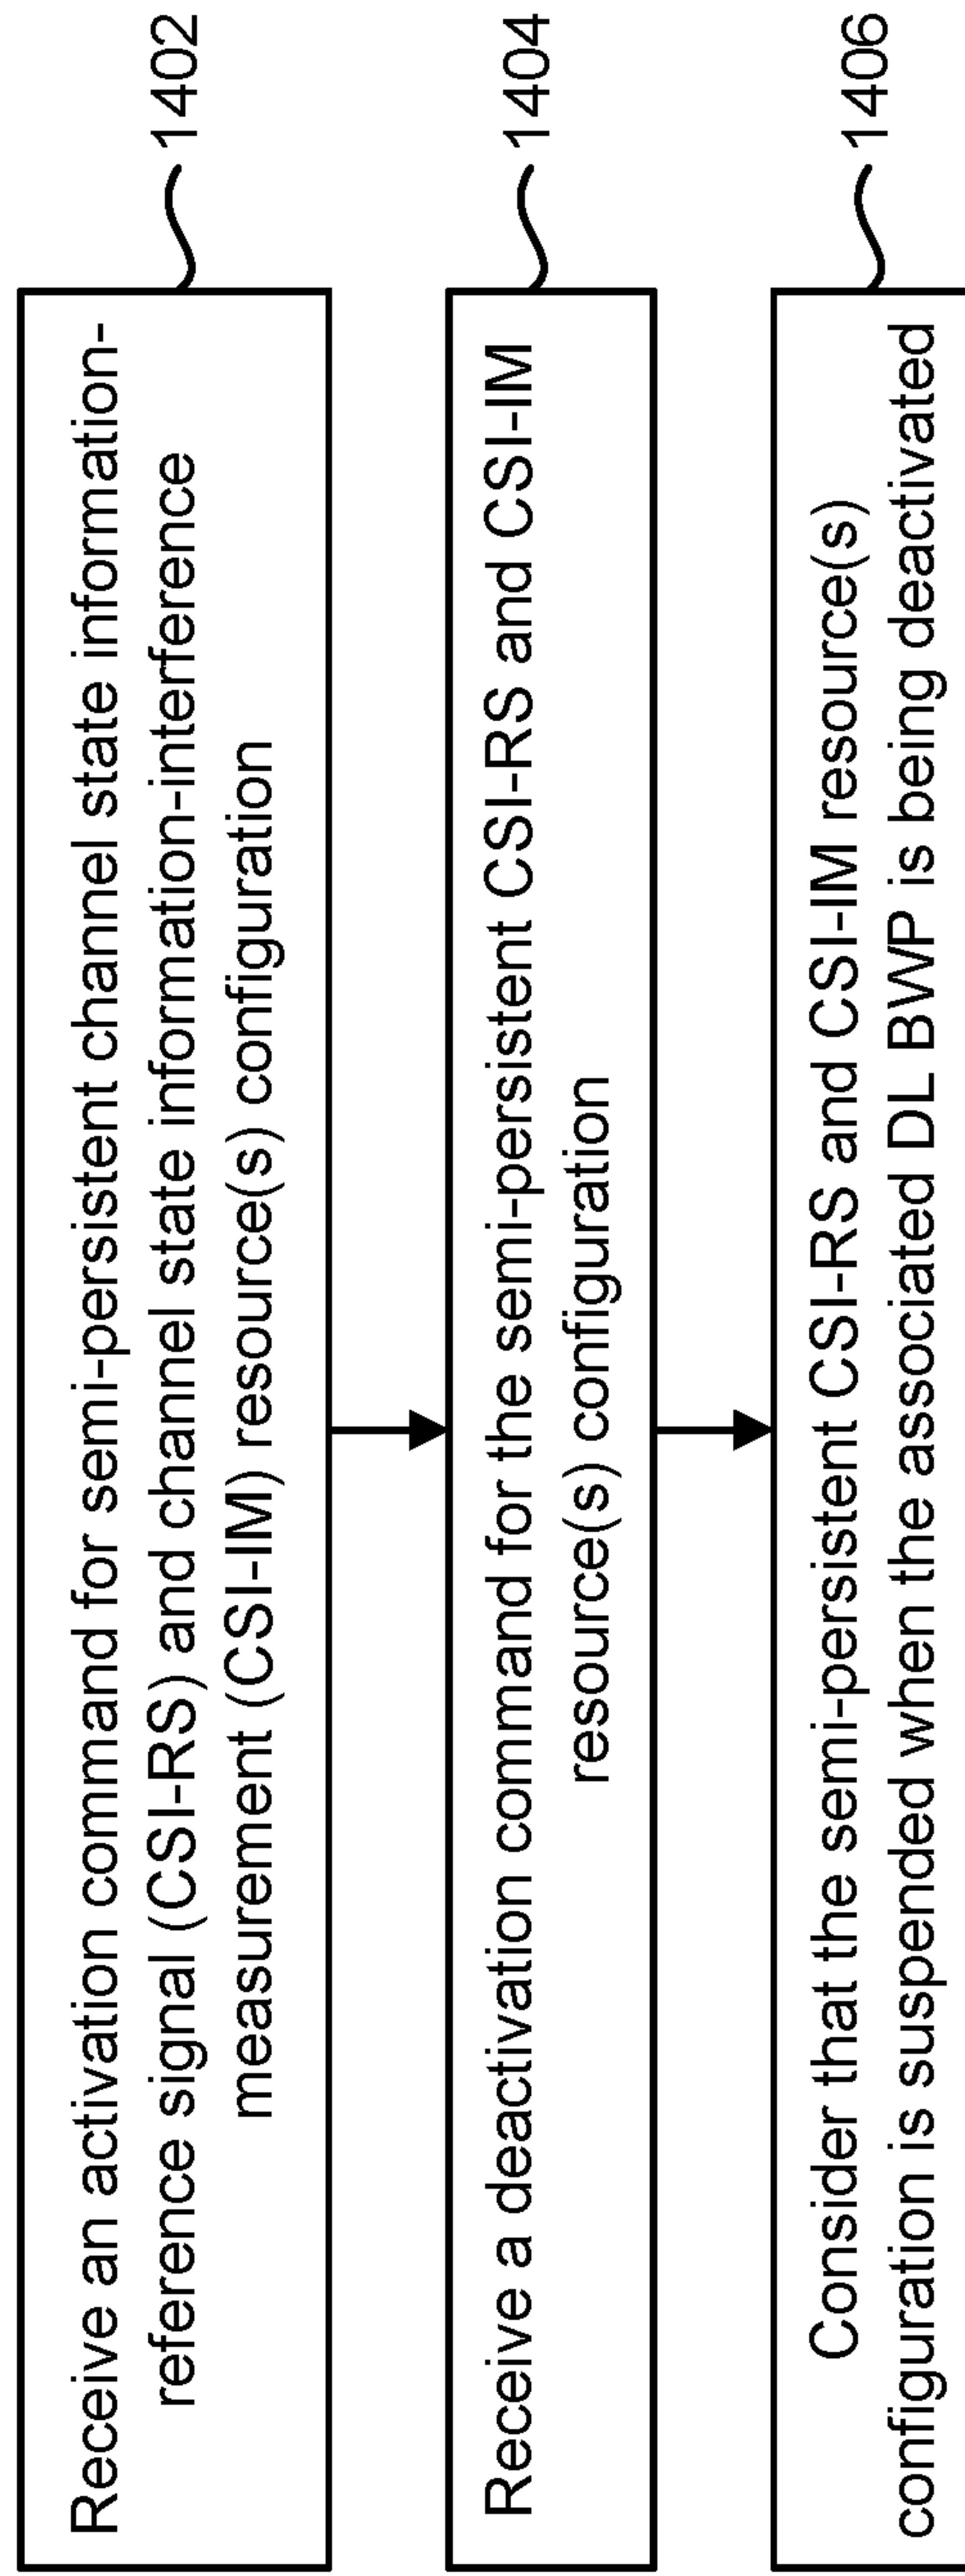 Receive an activation command for semi-persistent channel state information-
reference signal (CSI-RS) and channel state information-interference
measurement (CSI-IM) resource(s) configuration
1402
Receive a deactivation command for the semi-persistent CSI-RS and CSI-IM
resource(s) configuration
1404
Consider that the semi-persistent CSI-RS and CSI-IM resource(s)
configuration is suspended when the associated DL BWP is being deactivated
1406